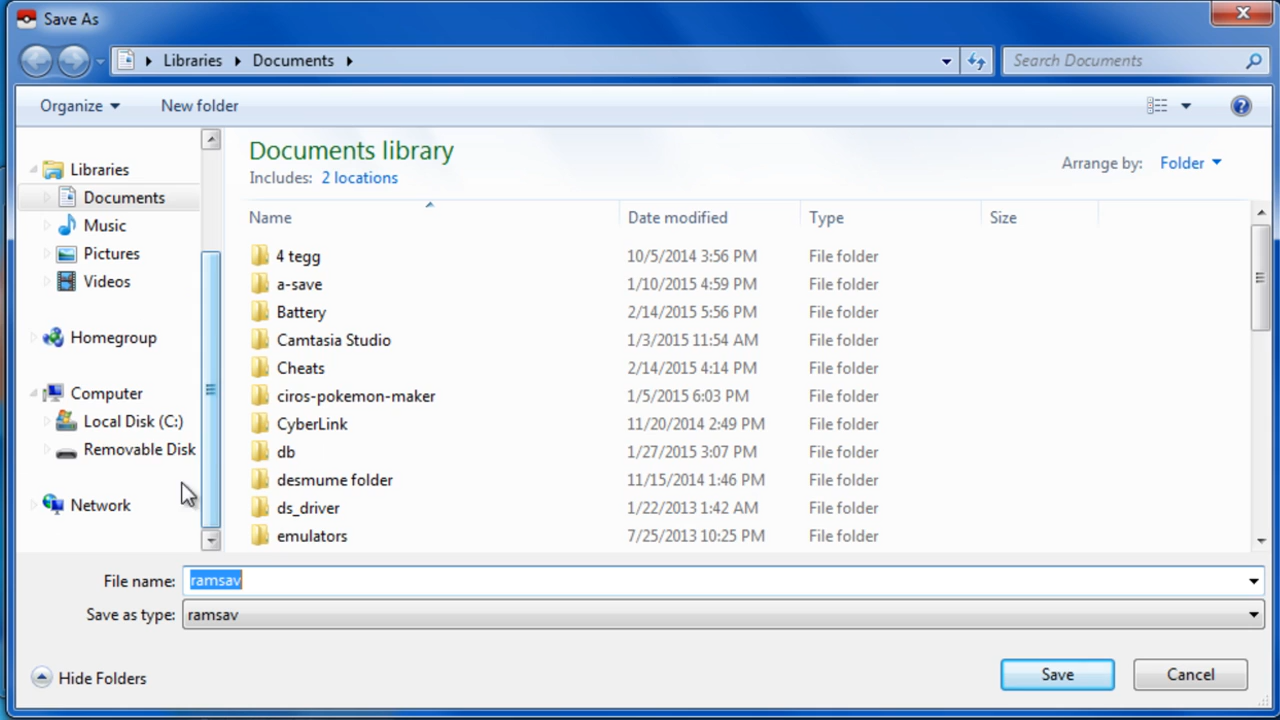 Save As
Libraries Documents
Search Documents
Organize New folder
Libraries
Documents
Music
Pictures
Videos
Homegroup
Computer
Local Disk (C:)
Removable Disk
Network
Documents library
Includes: 2 locations
Arrange by: Folder
Name Date modified Type Size
4 tegg 10/5/2014 3:56 PM File folder
a-save 1/10/2015 4:59 PM File folder
Battery 2/14/2015 5:56 PM File folder
Camtasia Studio 1/3/2015 11:54 AM File folder
Cheats 2/14/2015 4:14 PM File folder
ciros-pokemon-maker 1/5/2015 6:03 PM File folder
CyberLink 11/20/2014 2:49 PM File folder
db 1/27/2015 3:07 PM File folder
desmume folder 11/15/2014 1:46 PM File folder
ds_driver 1/22/2013 1:42 AM File folder
emulators 7/25/2013 10:25 PM File folder
File name: ramsav
Save as type: ramsav
Hide Folders
Save Cancel